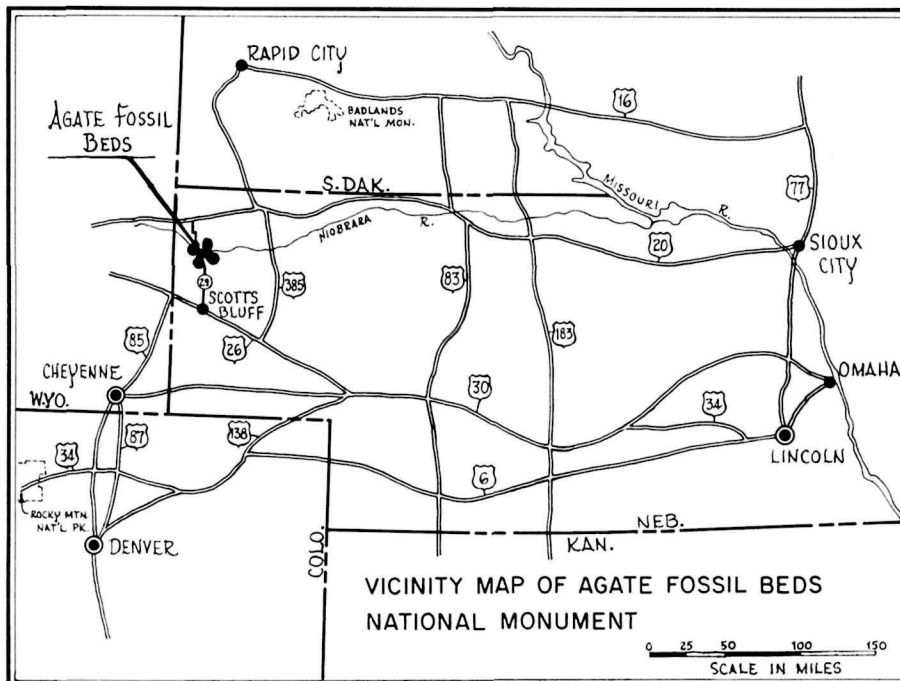 RAPID CITY
BADLANDS
NAT'L MON.
16
AGATE FOSSIL
BEDS
S. DAK.
MISSOURI
R.
77
NIOBRARA
R.
20
SIOUX
CITY
29
SCOTTS
BLUFF
385
83
183
85
26
CHEYENNE
WYO.
30
OMAHA
34
87
138
LINCOLN
34
6
ROCKY MTN.
NAT'L PK.
DENVER
COLO.
NEB.
KAN.
VICINITY MAP OF AGATE FOSSIL BEDS
NATIONAL MONUMENT
0 25 50 100 150
SCALE IN MILES